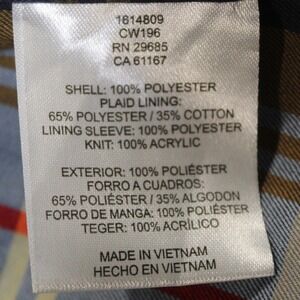 1614809
CW196
RN 29685
CA 61167
SHELL: 100% POLYESTER
PLAID LINING:
65% POLYESTER / 35% COTTON
LINING SLEEVE: 100% POLYESTER
KNIT: 100% ACRYLIC
EXTERIOR: 100% POLIÉSTER
FORRO A CUADROS:
65% POLIÉSTER / 35% ALGODON
FORRO DE MANGA: 100% POLIÉSTER
TEGER: 100% ACRÍLICO
MADE IN VIETNAM
HECHO EN VIETNAM